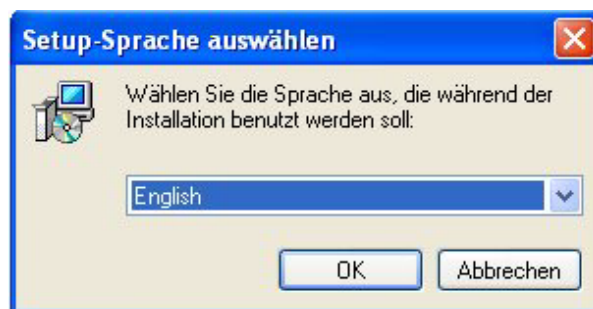 Setup-Sprache auswählen
Wählen Sie die Sprache aus, die während der
Installation benutzt werden soll:
English
OK
Abbrechen